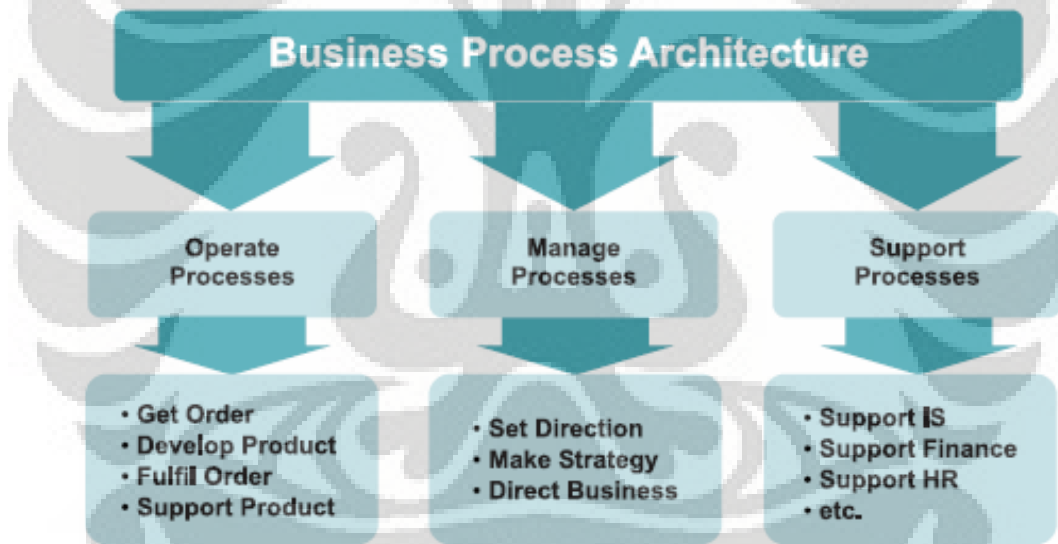 Business Process Architecture
Operate
Processes
Manage
Processes
Support
Processes
• Get Order
• Develop Product
• Fulfil Order
• Support Product
• Set Direction
• Make Strategy
• Direct Business
• Support IS
• Support Finance
• Support HR
• etc.